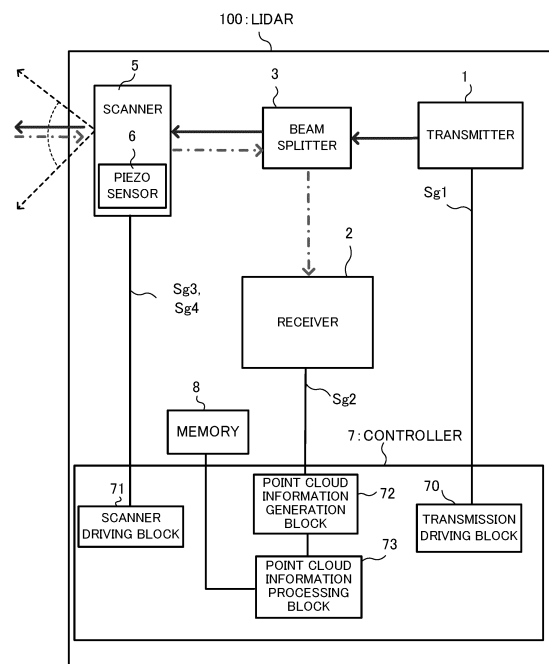 100:LIDAR
5
SCANNER
6
PIEZO
SENSOR
3
BEAM
SPLITTER
1
TRANSMITTER
Sg1
2
RECEIVER
Sg3,
Sg4
Sg2
8
MEMORY
7:CONTROLLER
71
SCANNER
DRIVING BLOCK
POINT CLOUD
INFORMATION
GENERATION
BLOCK
72
70
TRANSMISSION
DRIVING BLOCK
73
POINT CLOUD
INFORMATION
PROCESSING
BLOCK